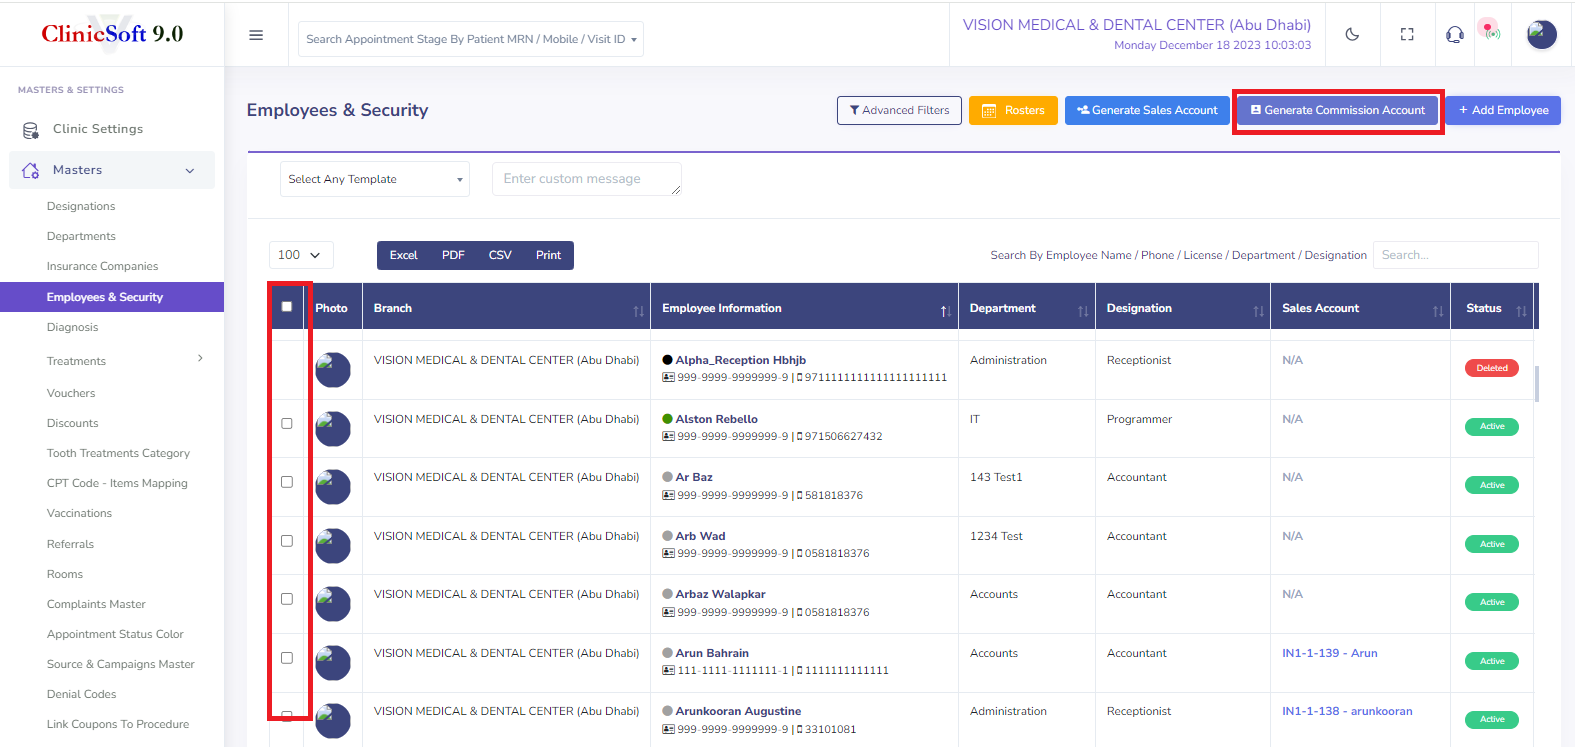 ClinicSoft 9.0
Search Appointment Stage By Patient MRN / Mobile / Visit ID
VISION MEDICAL & DENTAL CENTER (Abu Dhabi)
Monday December 18 2023 10:03:03
MASTERS & SETTINGS
Clinic Settings
Masters
Designations
Departments
Insurance Companies
Employees & Security
Diagnosis
Treatments
Vouchers
Discounts
Tooth Treatments Category
CPT Code - Items Mapping
Vaccinations
Referrals
Rooms
Complaints Master
Appointment Status Color
Source & Campaigns Master
Denial Codes
Link Coupons To Procedure
Employees & Security
Advanced Filters
Rosters
Generate Sales Account
Generate Commission Account
+ Add Employee
Select Any Template
Enter custom message
100
Excel PDF CSV Print
Search By Employee Name / Phone / License / Department / Designation
Search...
Photo Branch Employee Information Department Designation Sales Account Status
VISION MEDICAL & DENTAL CENTER (Abu Dhabi) Alpha_Reception Hbhjb Administration Receptionist N/A Deleted
999-9999-9999999-9 | 9711111111111111111111
VISION MEDICAL & DENTAL CENTER (Abu Dhabi) Alston Rebello IT Programmer N/A Active
999-9999-9999999-9 | 971506627432
VISION MEDICAL & DENTAL CENTER (Abu Dhabi) Ar Baz 143 Test1 Accountant N/A Active
999-9999-9999999-9 | 581818376
VISION MEDICAL & DENTAL CENTER (Abu Dhabi) Arb Wad 1234 Test Accountant N/A Active
999-9999-9999999-9 | 0581818376
VISION MEDICAL & DENTAL CENTER (Abu Dhabi) Arbaz Walapkar Accounts Accountant N/A Active
999-9999-9999999-9 | 0581818376
VISION MEDICAL & DENTAL CENTER (Abu Dhabi) Arun Bahrain Accounts Accountant IN1-1-139 - Arun Active
111-1111-1111111-1 | 1111111111111
VISION MEDICAL & DENTAL CENTER (Abu Dhabi) Arunkooran Augustine Administration Receptionist IN1-1-138 - arunkooran Active
999-9999-9999999-9 | 33101081